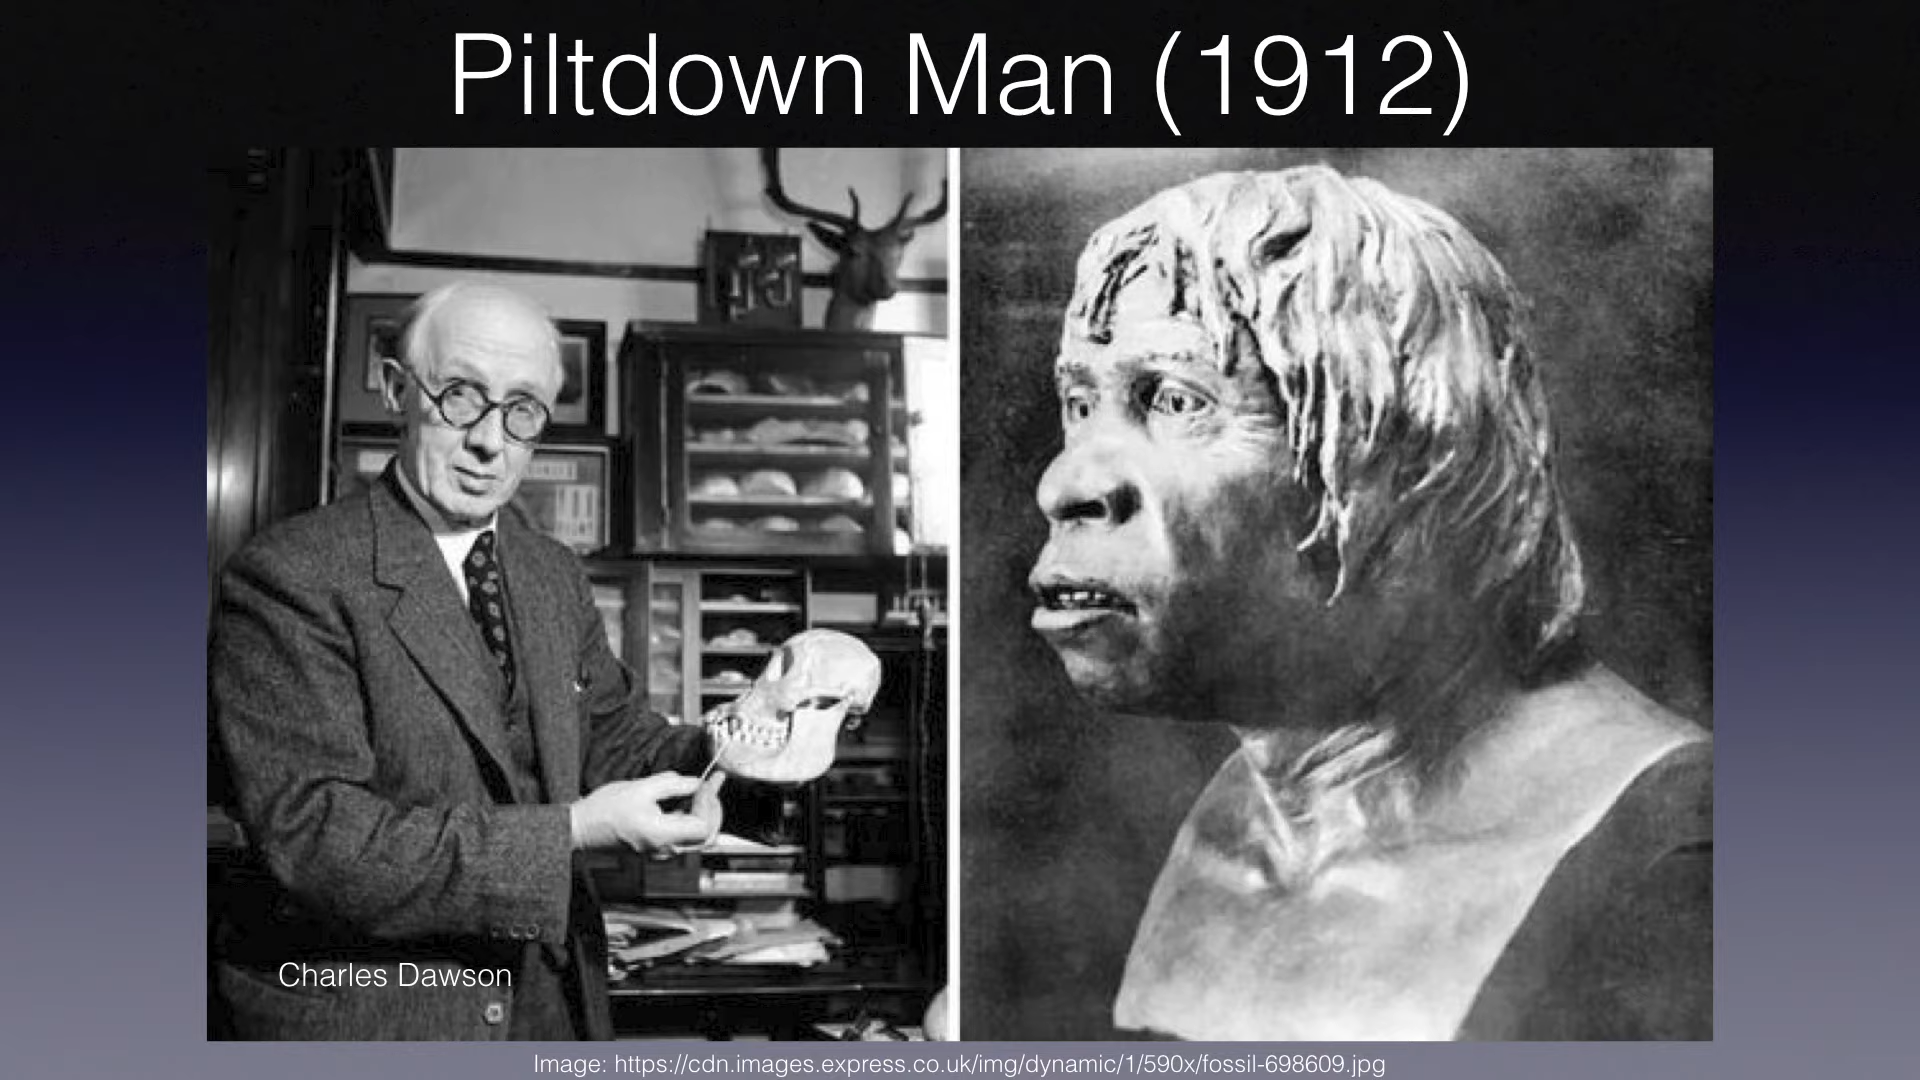 Piltdown Man (1912)
Charles Dawson
Image: https://cdn.images.express.co.uk/img/dynamic/1/590x/fossil-698609.jpg